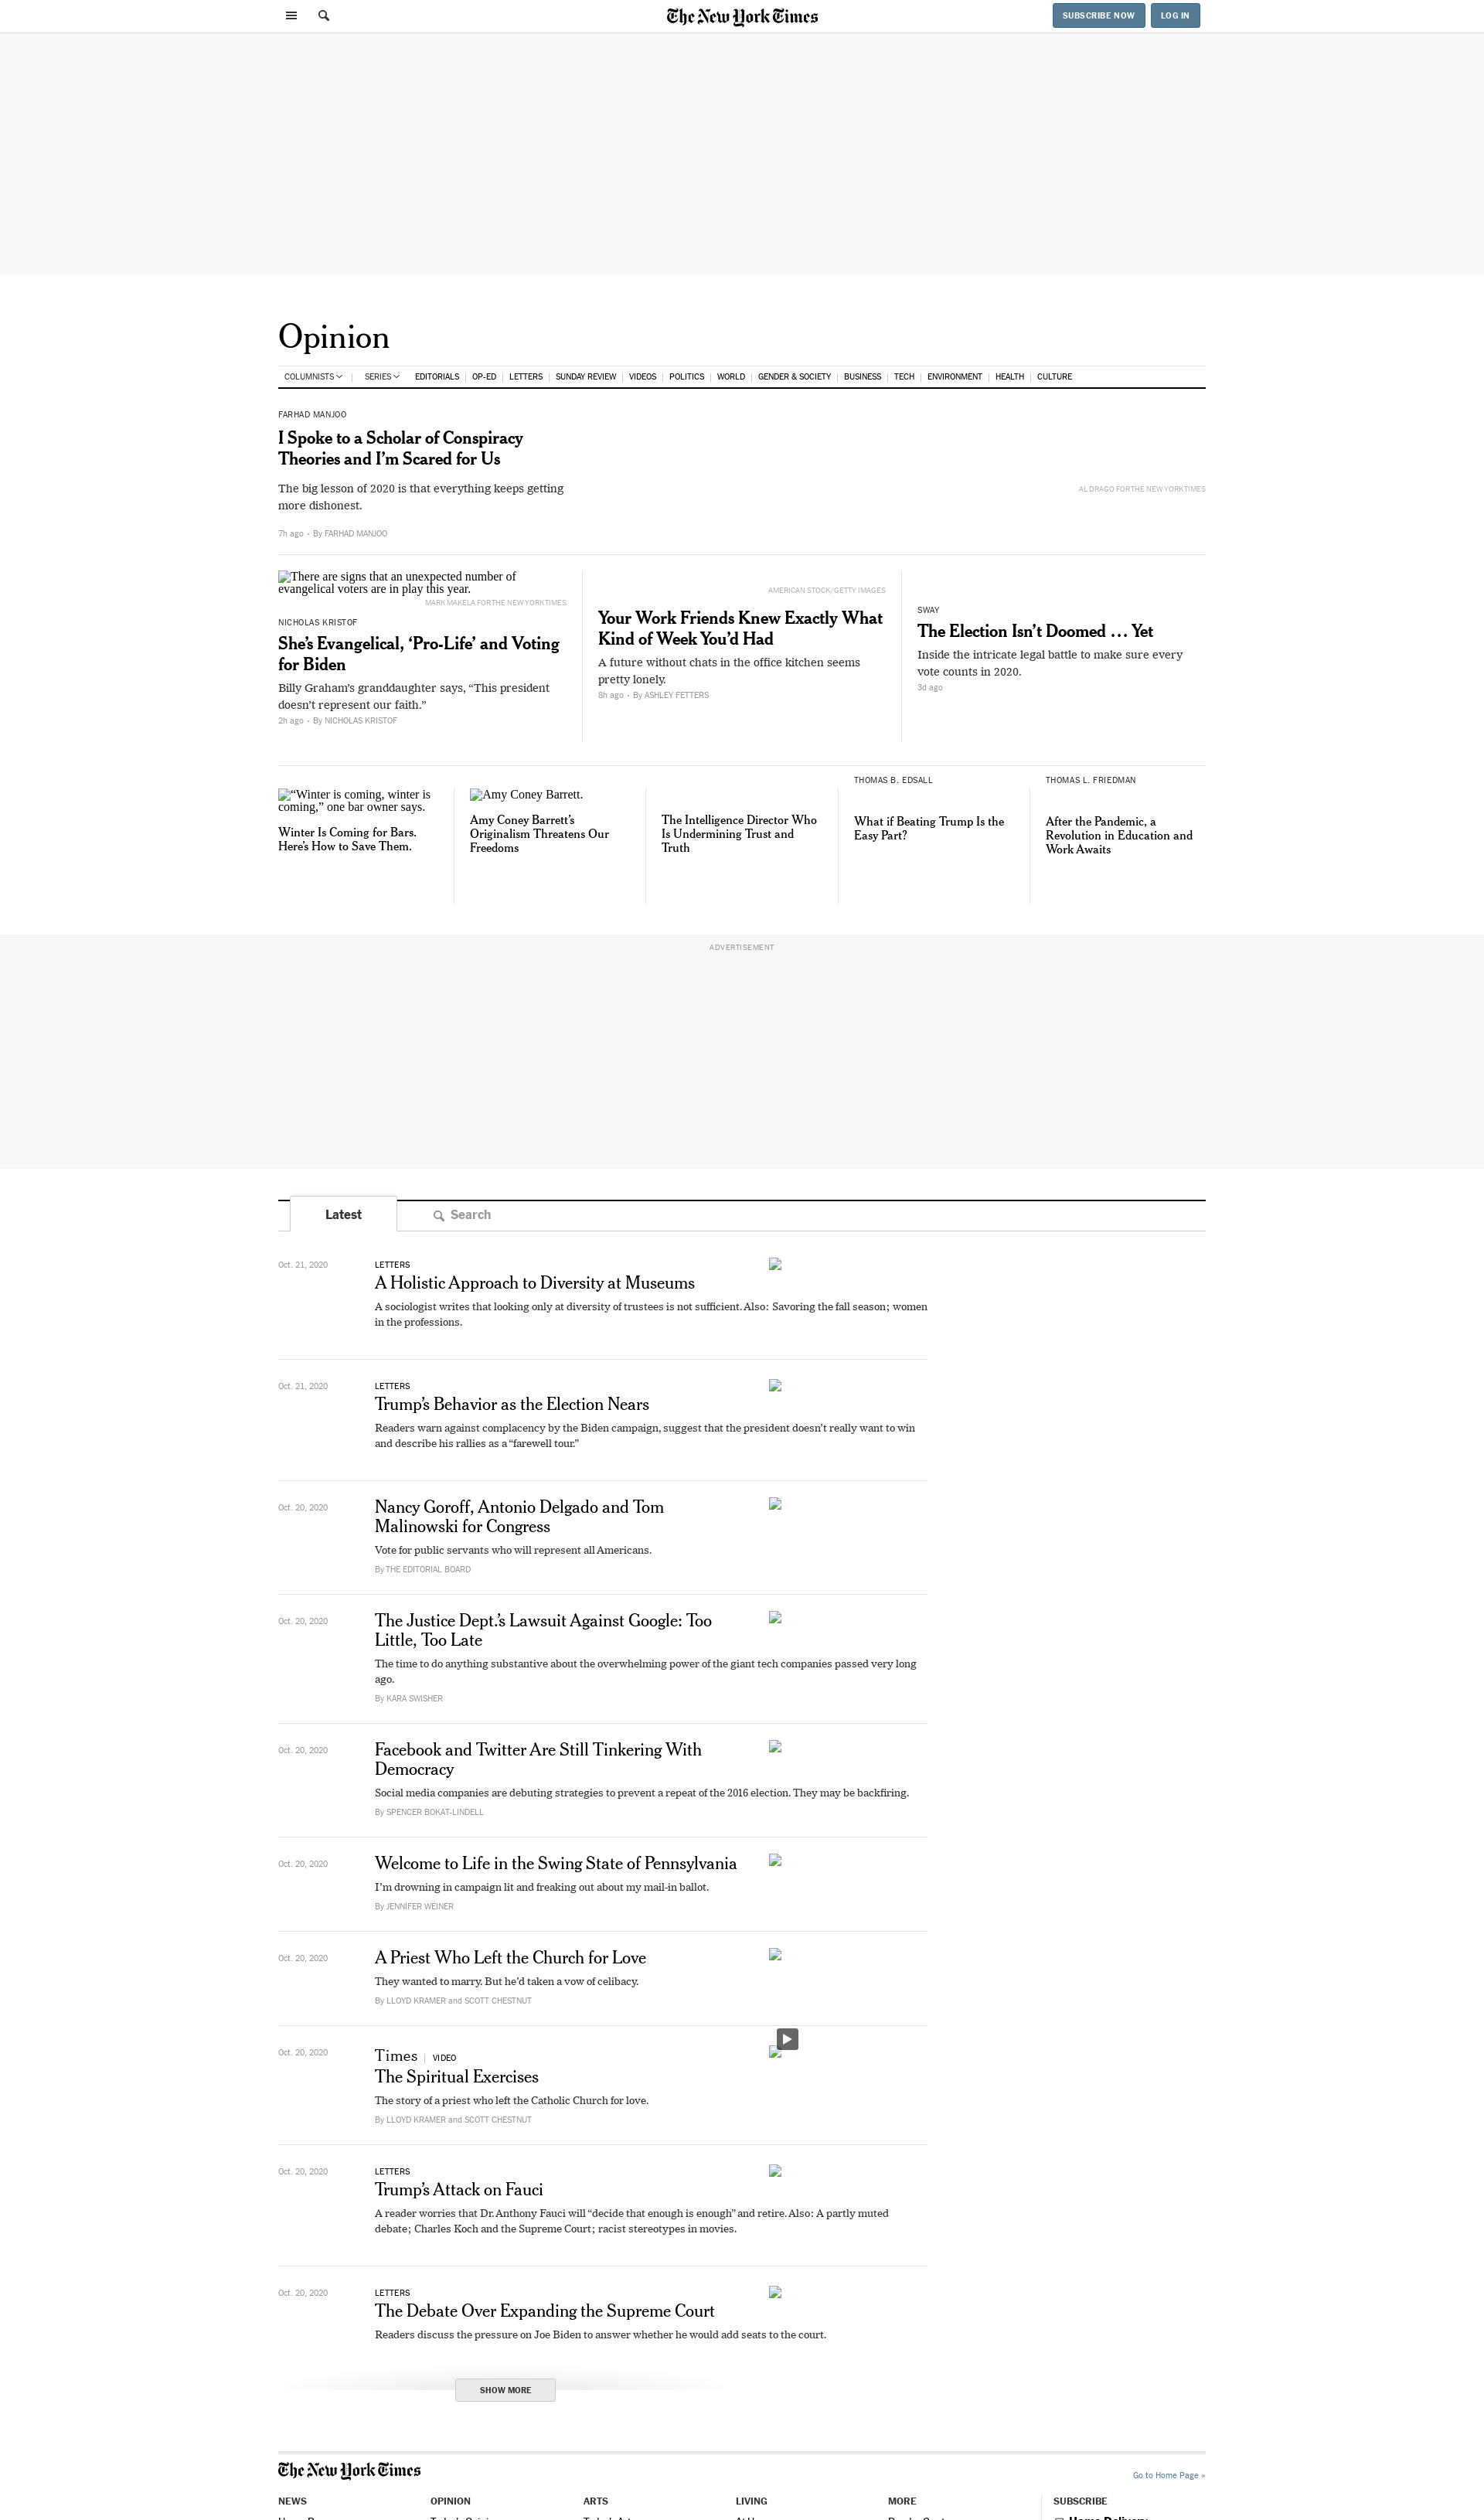 The New York Times
SUBSCRIBE NOW
LOG IN
Opinion
COLUMNISTS | SERIES EDITORIALS | OP-ED | LETTERS | SUNDAY REVIEW | VIDEOS | POLITICS | WORLD | GENDER & SOCIETY | BUSINESS | TECH | ENVIRONMENT | HEALTH | CULTURE
FARHAD MANJOO
I Spoke to a Scholar of Conspiracy
Theories and I’m Scared for Us
The big lesson of 2020 is that everything keeps getting
more dishonest.
7h ago • By FARHAD MANJOO
AL DRAGO FOR THE NEW YORK TIMES
There are signs that an unexpected number of
evangelical voters are in play this year.
MARK MAKELA FOR THE NEW YORK TIMES
NICHOLAS KRISTOF
She’s Evangelical, ‘Pro-Life’ and Voting
for Biden
Billy Graham’s granddaughter says, “This president
doesn’t represent our faith.”
2h ago • By NICHOLAS KRISTOF
AMERICAN STOCK/GETTY IMAGES
Your Work Friends Knew Exactly What
Kind of Week You’d Had
A future without chats in the office kitchen seems
pretty lonely.
8h ago • By ASHLEY FETTERS
SWAY
The Election Isn’t Doomed … Yet
Inside the intricate legal battle to make sure every
vote counts in 2020.
3d ago
“Winter is coming, winter is
coming,” one bar owner says.
Winter Is Coming for Bars.
Here’s How to Save Them.
Amy Coney Barrett.
Amy Coney Barrett’s
Originalism Threatens Our
Freedoms
The Intelligence Director Who
Is Undermining Trust and
Truth
THOMAS B. EDSALL
What if Beating Trump Is the
Easy Part?
THOMAS L. FRIEDMAN
After the Pandemic, a
Revolution in Education and
Work Awaits
ADVERTISEMENT
Latest
Search
Oct. 21, 2020
LETTERS
A Holistic Approach to Diversity at Museums
A sociologist writes that looking only at diversity of trustees is not sufficient. Also: Savoring the fall season; women
in the professions.
Oct. 21, 2020
LETTERS
Trump’s Behavior as the Election Nears
Readers warn against complacency by the Biden campaign, suggest that the president doesn’t really want to win
and describe his rallies as a “farewell tour.”
Oct. 20, 2020
Nancy Goroff, Antonio Delgado and Tom
Malinowski for Congress
Vote for public servants who will represent all Americans.
By THE EDITORIAL BOARD
Oct. 20, 2020
The Justice Dept.’s Lawsuit Against Google: Too
Little, Too Late
The time to do anything substantive about the overwhelming power of the giant tech companies passed very long
ago.
By KARA SWISHER
Oct. 20, 2020
Facebook and Twitter Are Still Tinkering With
Democracy
Social media companies are debuting strategies to prevent a repeat of the 2016 election. They may be backfiring.
By SPENCER BOKAT-LINDELL
Oct. 20, 2020
Welcome to Life in the Swing State of Pennsylvania
I’m drowning in campaign lit and freaking out about my mail-in ballot.
By JENNIFER WEINER
Oct. 20, 2020
A Priest Who Left the Church for Love
They wanted to marry. But he’d taken a vow of celibacy.
By LLOYD KRAMER and SCOTT CHESTNUT
Oct. 20, 2020
Times | VIDEO
The Spiritual Exercises
The story of a priest who left the Catholic Church for love.
By LLOYD KRAMER and SCOTT CHESTNUT
Oct. 20, 2020
LETTERS
Trump’s Attack on Fauci
A reader worries that Dr. Anthony Fauci will “decide that enough is enough” and retire. Also: A partly muted
debate; Charles Koch and the Supreme Court; racist stereotypes in movies.
Oct. 20, 2020
LETTERS
The Debate Over Expanding the Supreme Court
Readers discuss the pressure on Joe Biden to answer whether he would add seats to the court.
SHOW MORE
The New York Times
Go to Home Page »
NEWS
OPINION
ARTS
LIVING
MORE
SUBSCRIBE